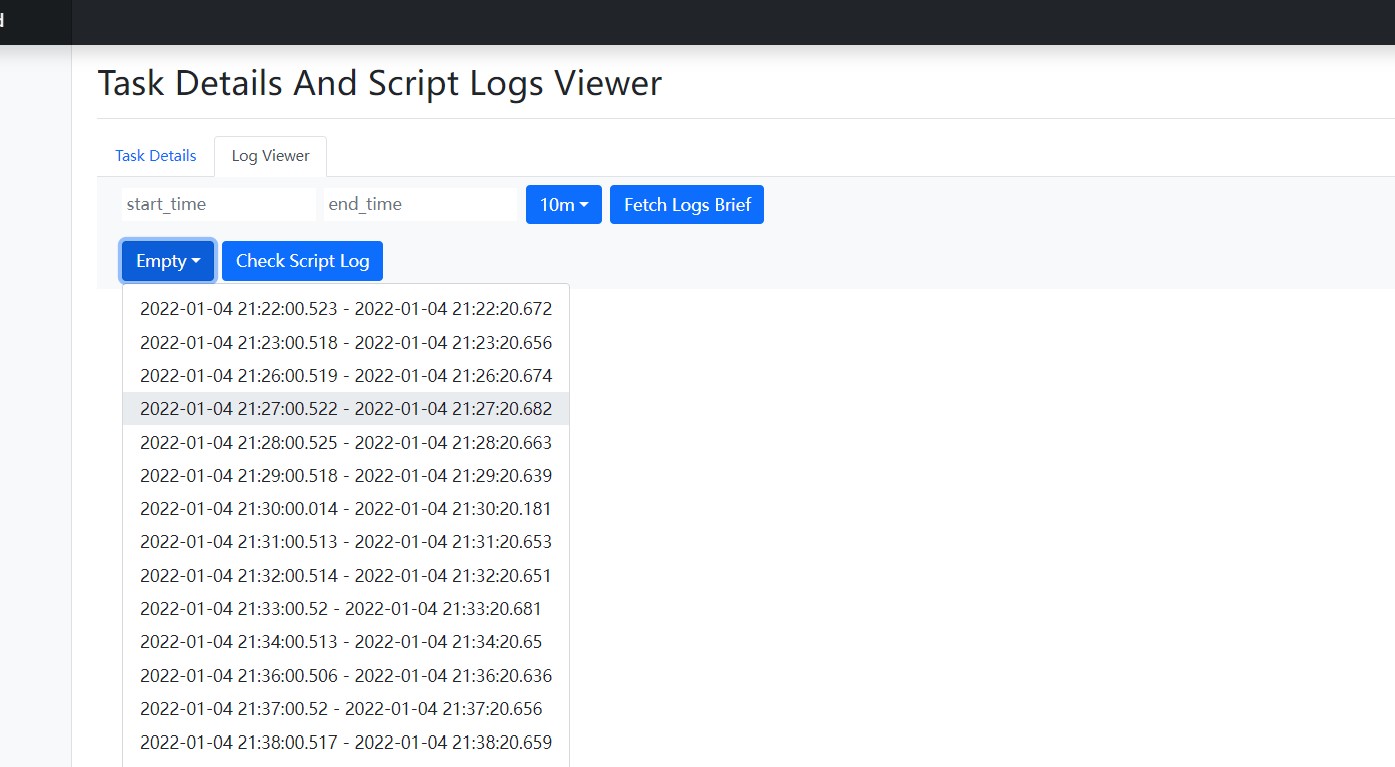 d
Task Details And Script Logs Viewer
Task Details Log Viewer
start_time end_time 10m Fetch Logs Brief
Empty Check Script Log
2022-01-04 21:22:00.523 - 2022-01-04 21:22:20.672
2022-01-04 21:23:00.518 - 2022-01-04 21:23:20.656
2022-01-04 21:26:00.519 - 2022-01-04 21:26:20.674
2022-01-04 21:27:00.522 - 2022-01-04 21:27:20.682
2022-01-04 21:28:00.525 - 2022-01-04 21:28:20.663
2022-01-04 21:29:00.518 - 2022-01-04 21:29:20.639
2022-01-04 21:30:00.014 - 2022-01-04 21:30:20.181
2022-01-04 21:31:00.513 - 2022-01-04 21:31:20.653
2022-01-04 21:32:00.514 - 2022-01-04 21:32:20.651
2022-01-04 21:33:00.52 - 2022-01-04 21:33:20.681
2022-01-04 21:34:00.513 - 2022-01-04 21:34:20.65
2022-01-04 21:36:00.506 - 2022-01-04 21:36:20.636
2022-01-04 21:37:00.52 - 2022-01-04 21:37:20.656
2022-01-04 21:38:00.517 - 2022-01-04 21:38:20.659